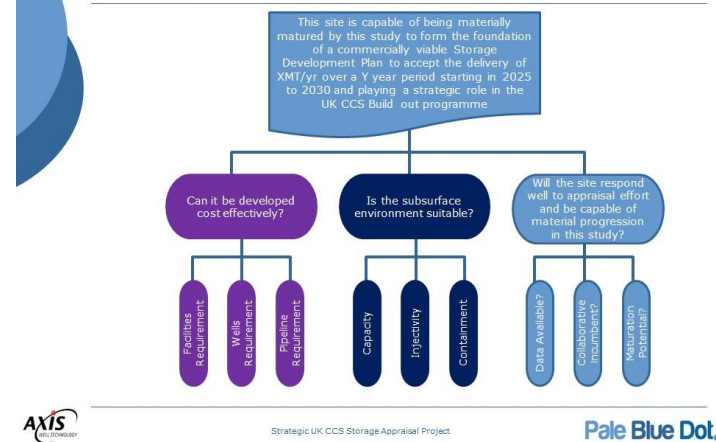 This site is capable of being materially
matured by this study to form the foundation
of a commercially viable Storage
Development Plan to accept the delivery of
XMT/yr over a Y year period starting in 2025
to 2030 and playing a strategic role in the
UK CCS Build out programme
Can it be developed
cost effectively?
Is the subsurface
environment suitable?
Will the site respond
well to appraisal effort
and be capable of
material progression
in this study?
Facilities
Requirement
Wells
Requirement
Pipeline
Requirement
Capacity
Injectivity
Containment
Data Available?
Collaborative
Incumbent?
Maturation
Potential?
AXIS
WELL TECHNOLOGY
Strategic UK CCS Storage Appraisal Project
Pale Blue Dot.